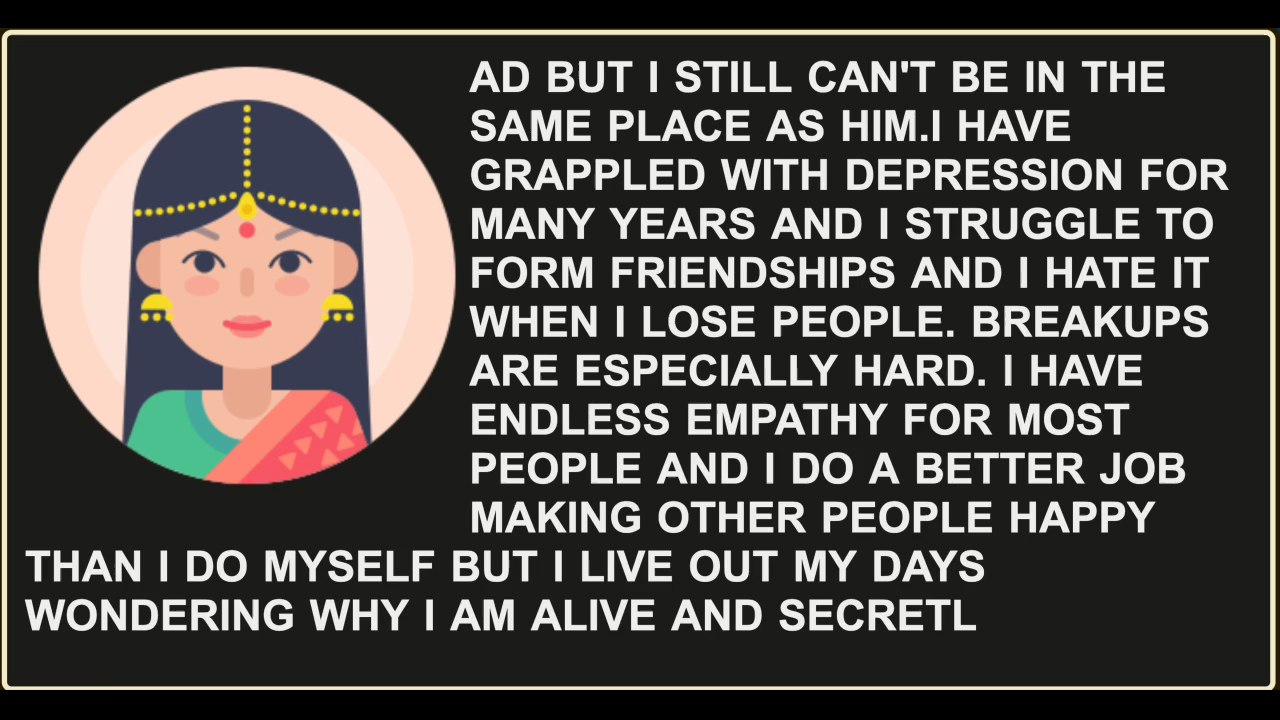 AD BUT I STILL CAN'T BE IN THE
SAME PLACE AS HIM.I HAVE
GRAPPLED WITH DEPRESSION FOR
MANY YEARS AND I STRUGGLE TO
FORM FRIENDSHIPS AND I HATE IT
WHEN I LOSE PEOPLE. BREAKUPS
ARE ESPECIALLY HARD. I HAVE
ENDLESS EMPATHY FOR MOST
PEOPLE AND I DO A BETTER JOB
MAKING OTHER PEOPLE HAPPY
THAN I DO MYSELF BUT I LIVE OUT MY DAYS
WONDERING WHY I AM ALIVE AND SECRETL